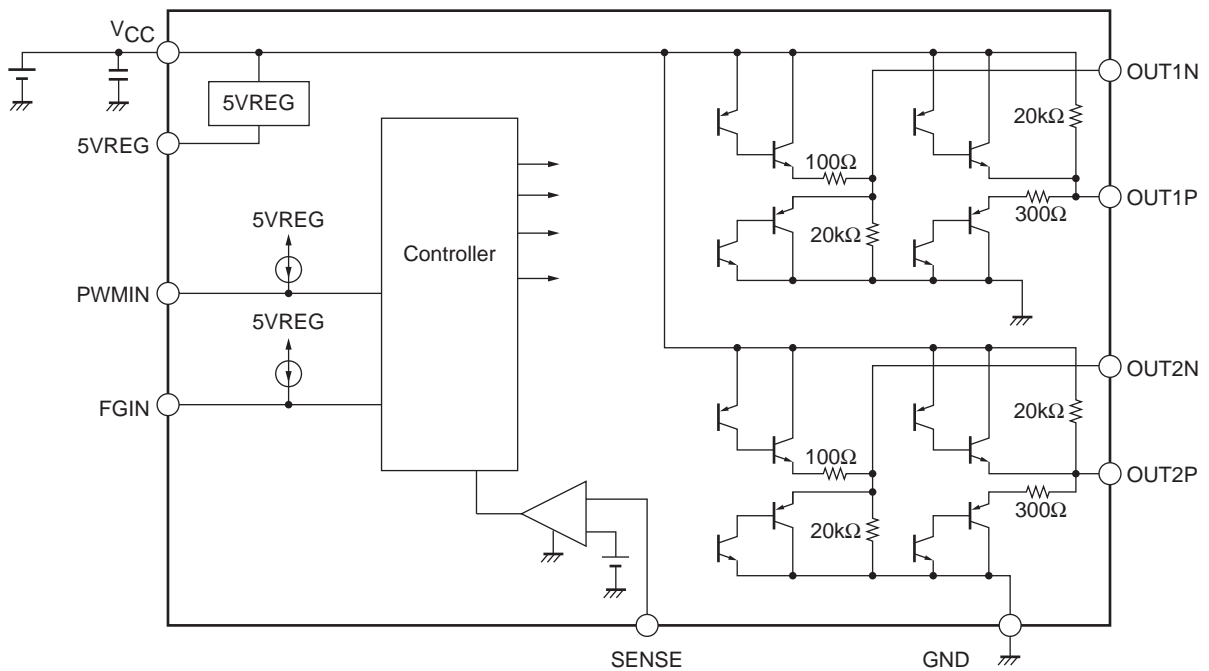 VCC
5VREG
5VREG
5VREG
PWMIN
5VREG
FGIN
Controller
SENSE
GND
OUT1N
20kΩ
100Ω
OUT1P
300Ω
20kΩ
OUT2N
20kΩ
100Ω
OUT2P
300Ω
20kΩ